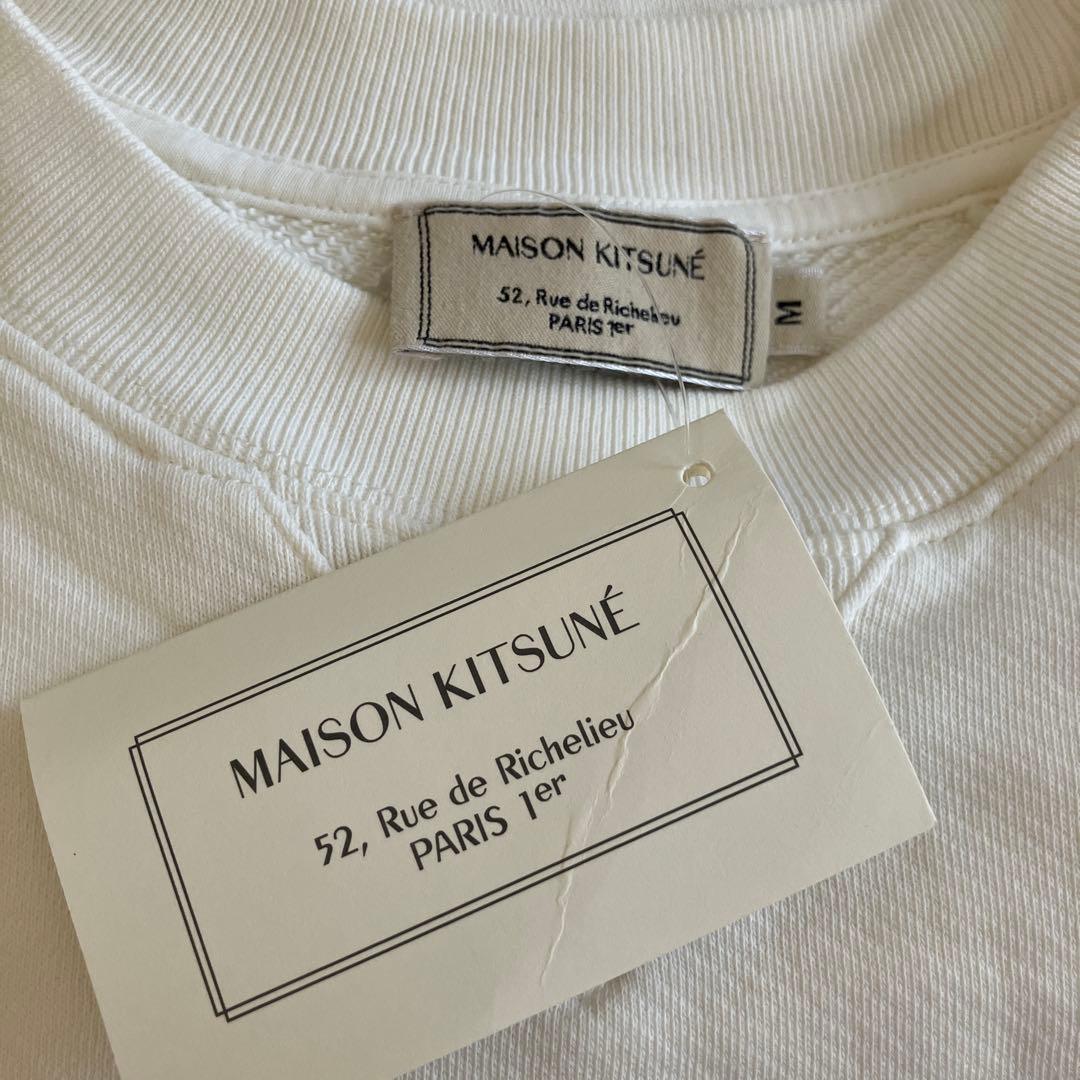 MAISON KITSUNÉ
52, Rue de Richelieu
PARIS 1er
M
MAISON KITSUNÉ
52, Rue de Richelieu
PARIS 1er